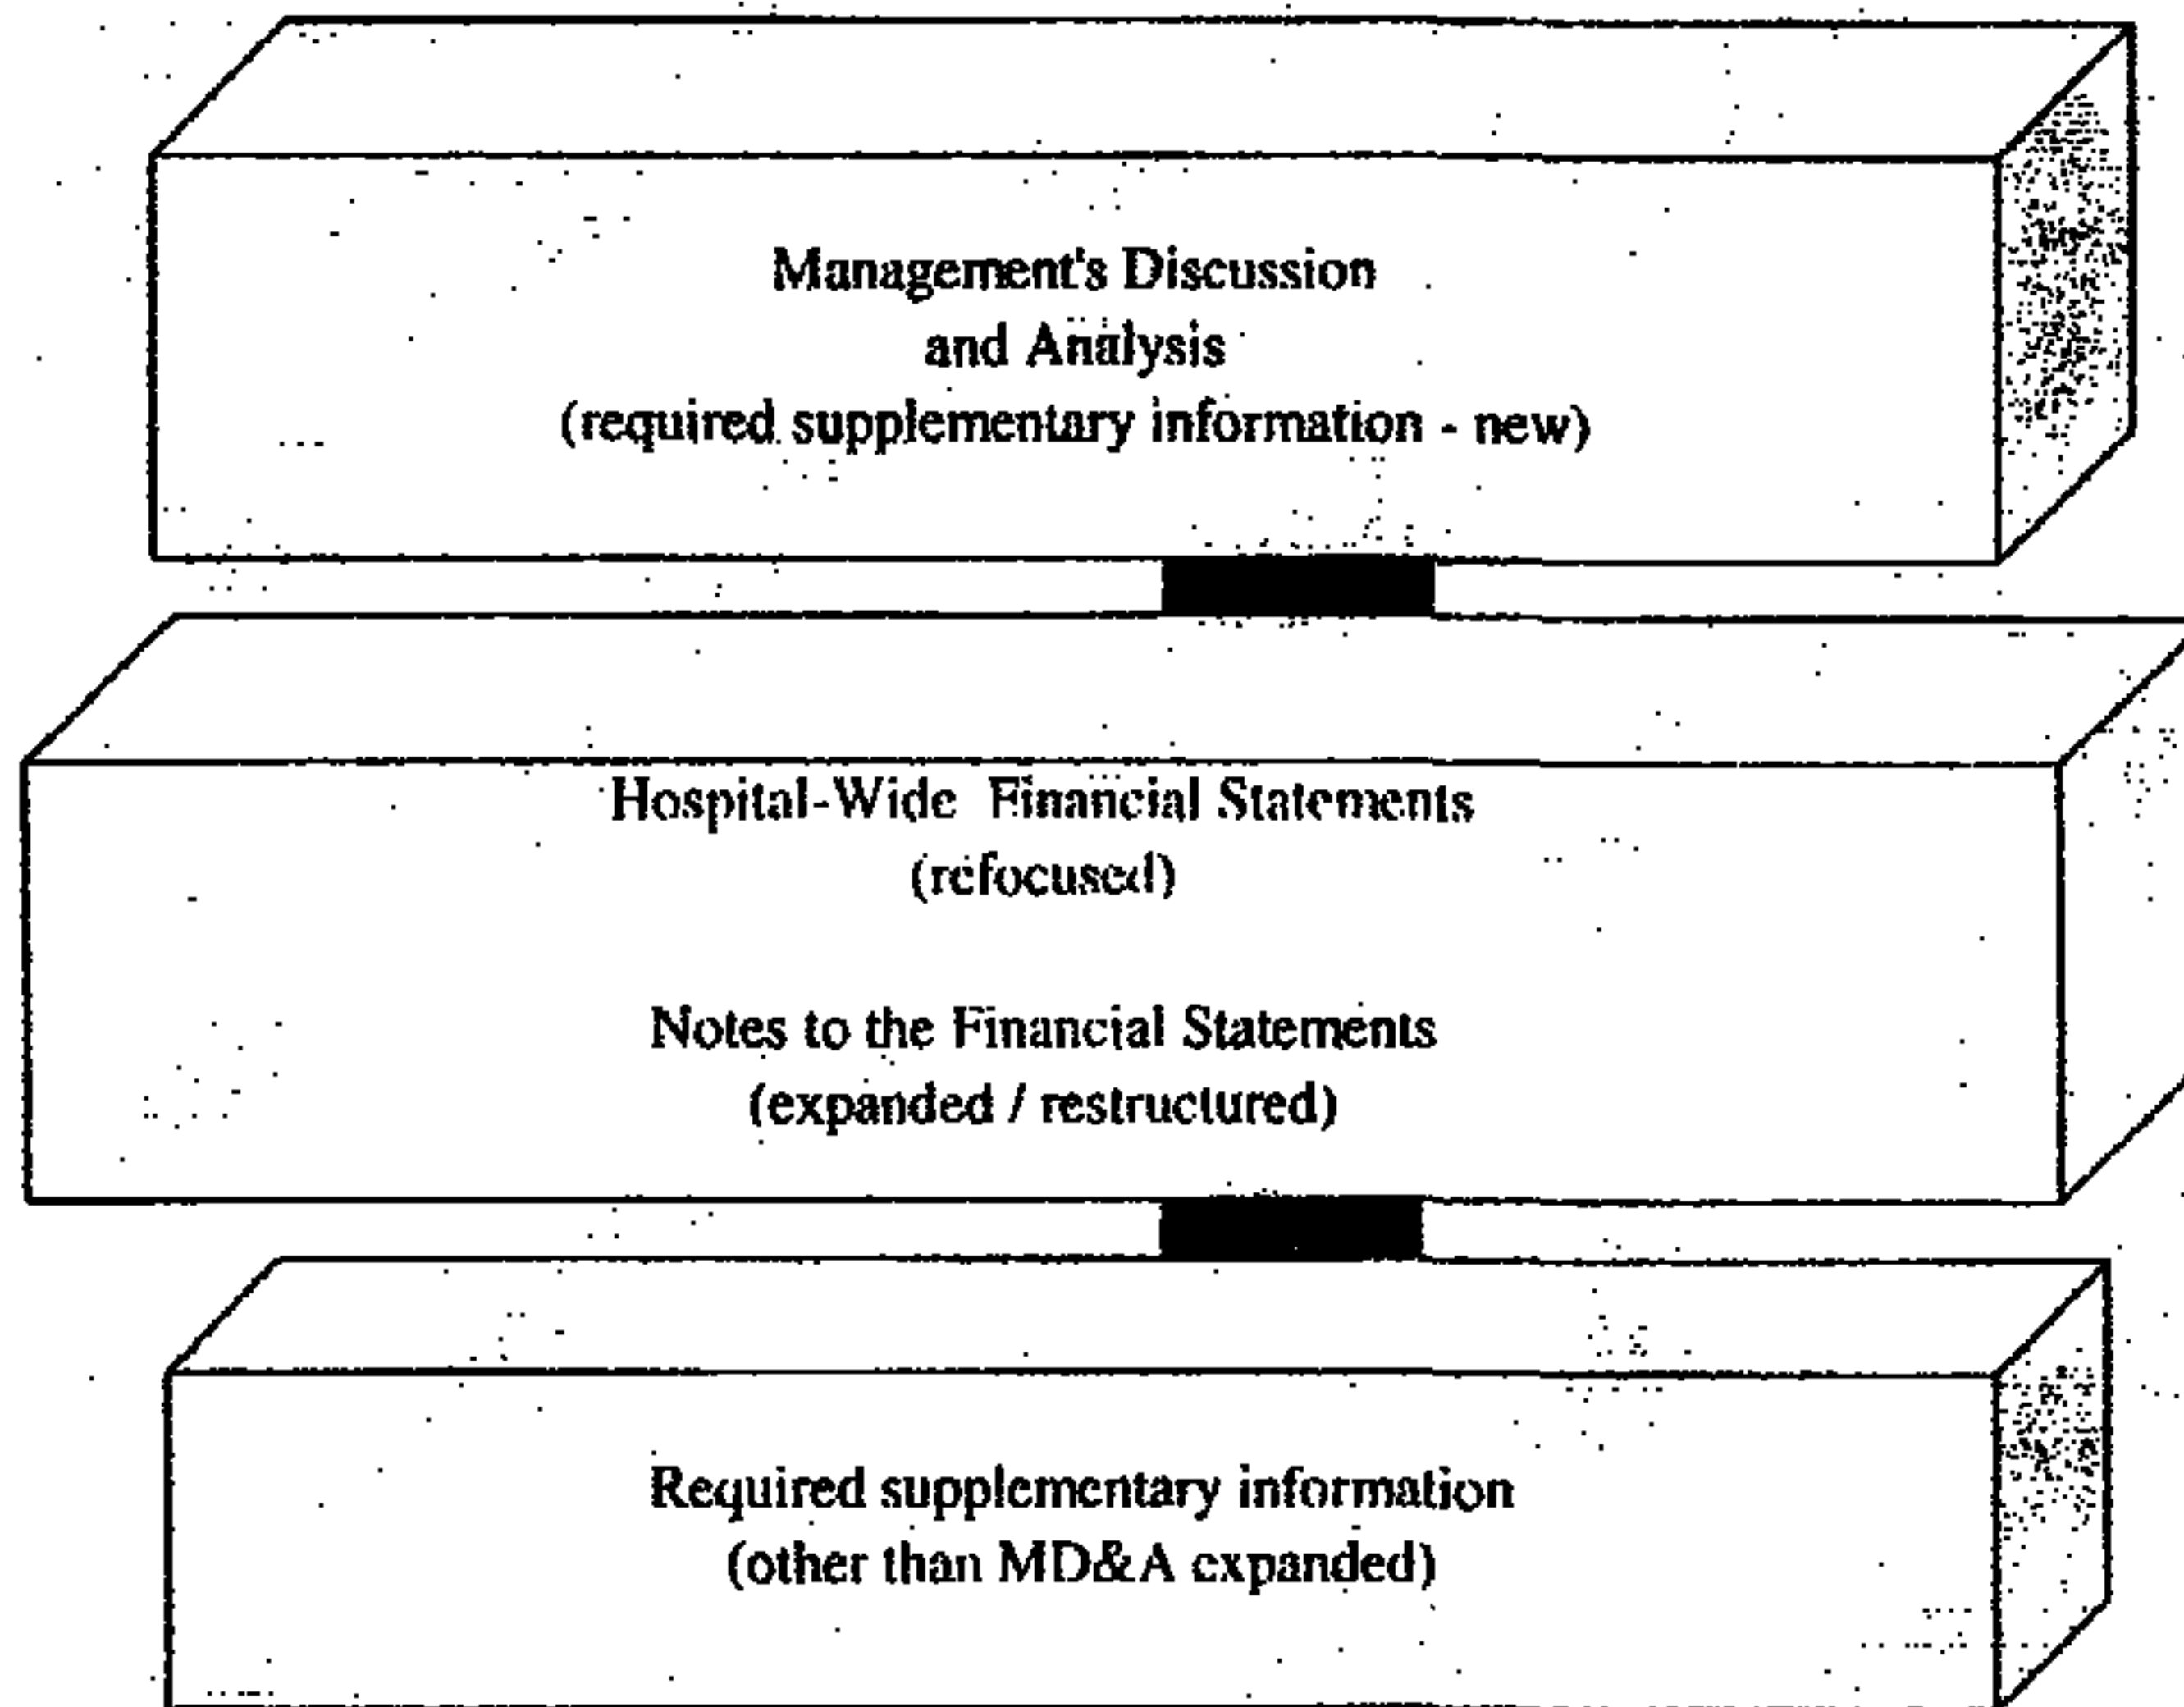 Management's Discussion
and Analysis
(required supplementary information - new)
Hospital-Wide Financial Statements
(refocused)
Notes to the Financial Statements
(expanded / restructured)
Required supplementary information
(other than MD&A expanded)